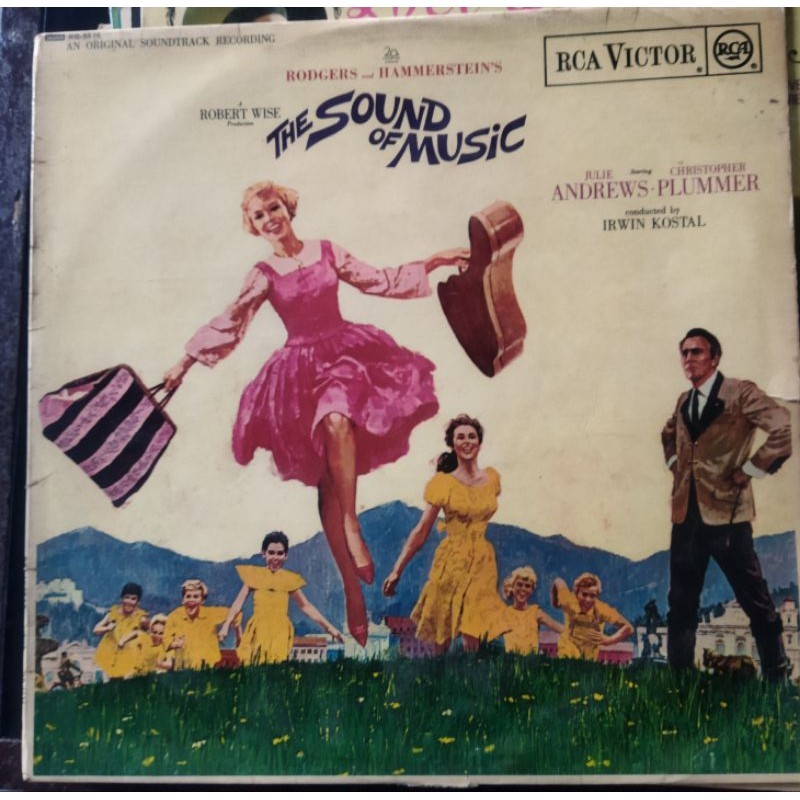 AN ORIGINAL SOUNDTRACK RECORDING
20
RODGERS and HAMMERSTEIN'S
A
ROBERT WISE
Production
THE SOUND
OF MUSIC
RCA VICTOR
RCA
starring
JULIE CHRISTOPHER
ANDREWS · PLUMMER
conducted by
IRWIN KOSTAL